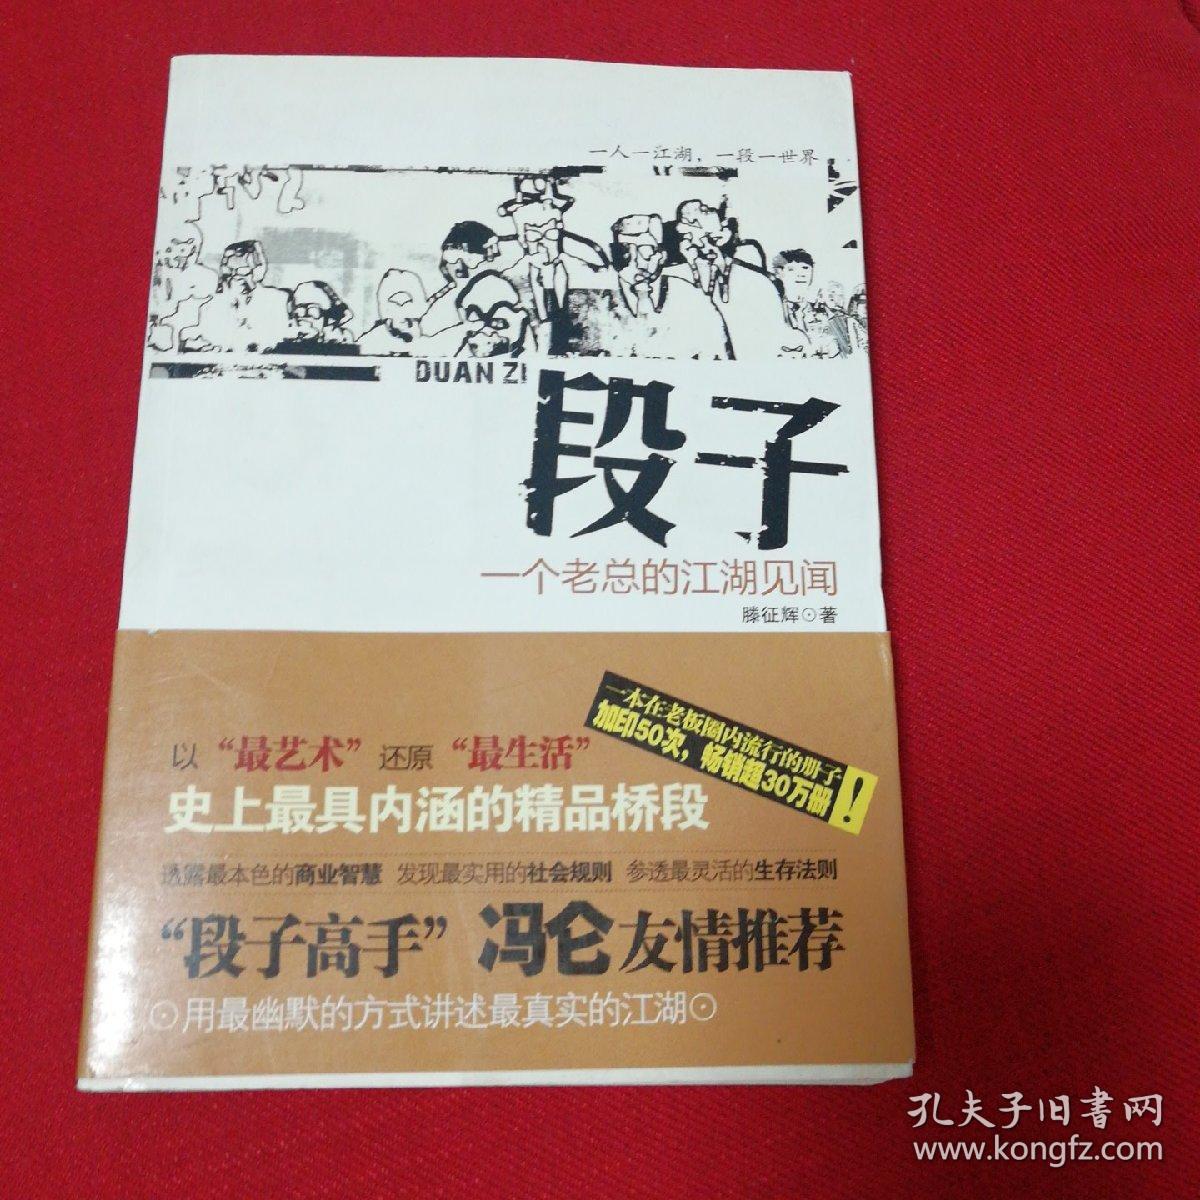 一人一江湖，一段一世界
DUAN ZI
段子
一个老总的江湖见闻
滕征辉⊙著
一本在老板圈内流行的册子
加印50次，畅销超30万册！
以“最艺术”还原“最生活”
史上最具内涵的精品桥段
透露最本色的商业智慧 发现最实用的社会规则 参透最灵活的生存法则
“段子高手”冯仑友情推荐
⊙用最幽默的方式讲述最真实的江湖⊙
孔夫子旧書网
www.kongfz.com